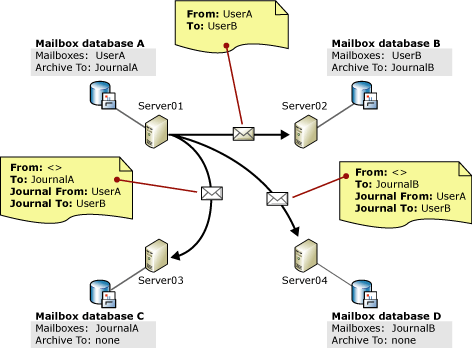 From: UserA
To: UserB
Mailbox database A
Mailboxes: UserA
Archive To: JournalA
Mailbox database B
Mailboxes: UserB
Archive To: JournalB
Server01
Server02
From: <>
To: JournalA
Journal From: UserA
Journal To: UserB
From: <>
To: JournalB
Journal From: UserA
Journal To: UserB
Server03
Server04
Mailbox database C
Mailboxes: JournalA
Archive To: none
Mailbox database D
Mailboxes: JournalB
Archive To: none